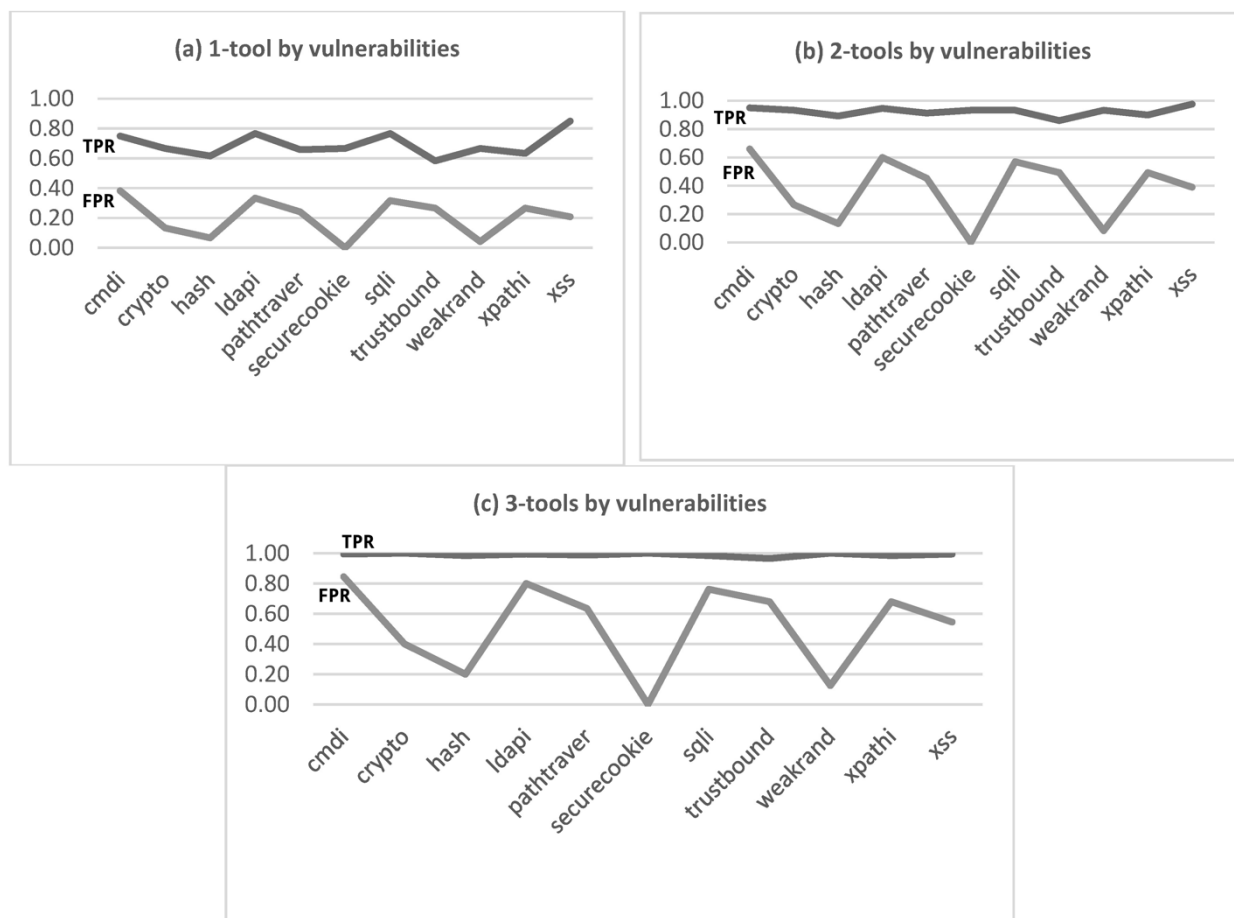 (a) 1-tool by vulnerabilities
1.00
0.80
0.60
0.40
0.20
0.00
TPR
FPR
cmdi
crypto
hash
ldapi
pathtraver
securecookie
sqli
trustbound
weakrand
xpathi
xss
(b) 2-tools by vulnerabilities
1.00
0.80
0.60
0.40
0.20
0.00
TPR
FPR
cmdi
crypto
hash
ldapi
pathtraver
securecookie
sqli
trustbound
weakrand
xpathi
xss
(c) 3-tools by vulnerabilities
1.00
0.80
0.60
0.40
0.20
0.00
TPR
FPR
cmdi
crypto
hash
ldapi
pathtraver
securecookie
sqli
trustbound
weakrand
xpathi
xss